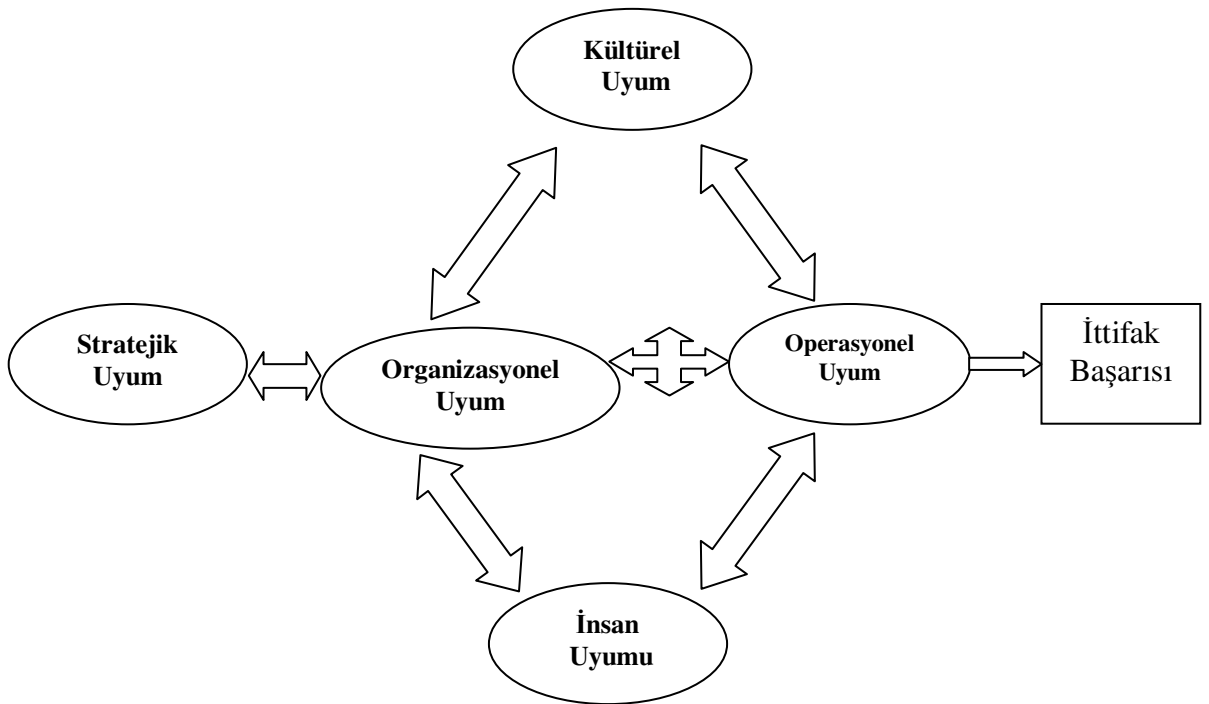 Kültürel
Uyum
Stratejik
Uyum
Organizasyonel
Uyum
Operasyonel
Uyum
İttifak
Başarısı
İnsan
Uyumu